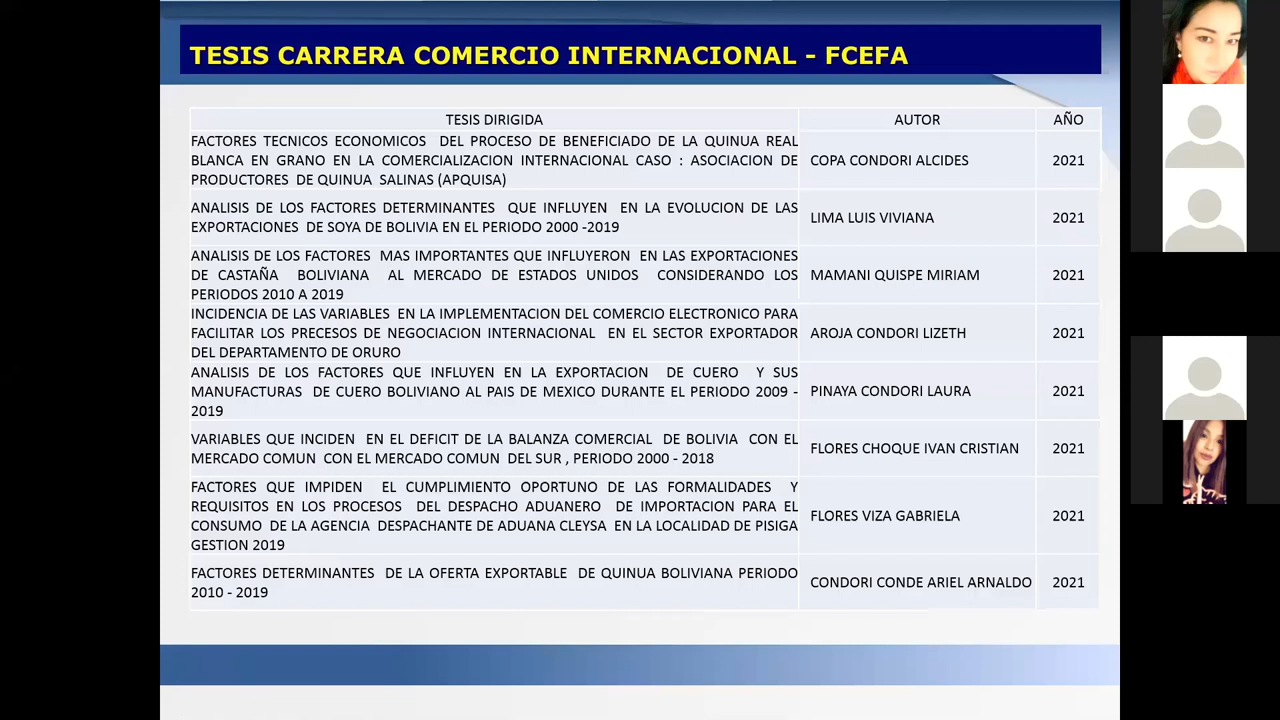 TESIS CARRERA COMERCIO INTERNACIONAL - FCEFA
TESIS DIRIGIDA AUTOR AÑO
FACTORES TECNICOS ECONOMICOS DEL PROCESO DE BENEFICIADO DE LA QUINUA REAL
BLANCA EN GRANO EN LA COMERCIALIZACION INTERNACIONAL CASO : ASOCIACION DE
PRODUCTORES DE QUINUA SALINAS (APQUISA)
COPA CONDORI ALCIDES 2021
ANALISIS DE LOS FACTORES DETERMINANTES QUE INFLUYEN EN LA EVOLUCION DE LAS
EXPORTACIONES DE SOYA DE BOLIVIA EN EL PERIODO 2000 -2019
LIMA LUIS VIVIANA 2021
ANALISIS DE LOS FACTORES MAS IMPORTANTES QUE INFLUYERON EN LAS EXPORTACIONES
DE CASTAÑA BOLIVIANA AL MERCADO DE ESTADOS UNIDOS CONSIDERANDO LOS
PERIODOS 2010 A 2019
MAMANI QUISPE MIRIAM 2021
INCIDENCIA DE LAS VARIABLES EN LA IMPLEMENTACION DEL COMERCIO ELECTRONICO PARA
FACILITAR LOS PRECESOS DE NEGOCIACION INTERNACIONAL EN EL SECTOR EXPORTADOR
DEL DEPARTAMENTO DE ORURO
AROJA CONDORI LIZETH 2021
ANALISIS DE LOS FACTORES QUE INFLUYEN EN LA EXPORTACION DE CUERO Y SUS
MANUFACTURAS DE CUERO BOLIVIANO AL PAIS DE MEXICO DURANTE EL PERIODO 2009 -
2019
PINAYA CONDORI LAURA 2021
VARIABLES QUE INCIDEN EN EL DEFICIT DE LA BALANZA COMERCIAL DE BOLIVIA CON EL
MERCADO COMUN CON EL MERCADO COMUN DEL SUR , PERIODO 2000 - 2018
FLORES CHOQUE IVAN CRISTIAN 2021
FACTORES QUE IMPIDEN EL CUMPLIMIENTO OPORTUNO DE LAS FORMALIDADES Y
REQUISITOS EN LOS PROCESOS DEL DESPACHO ADUANERO DE IMPORTACION PARA EL
CONSUMO DE LA AGENCIA DESPACHANTE DE ADUANA CLEYSA EN LA LOCALIDAD DE PISIGA
GESTION 2019
FLORES VIZA GABRIELA 2021
FACTORES DETERMINANTES DE LA OFERTA EXPORTABLE DE QUINUA BOLIVIANA PERIODO
2010 - 2019
CONDORI CONDE ARIEL ARNALDO 2021